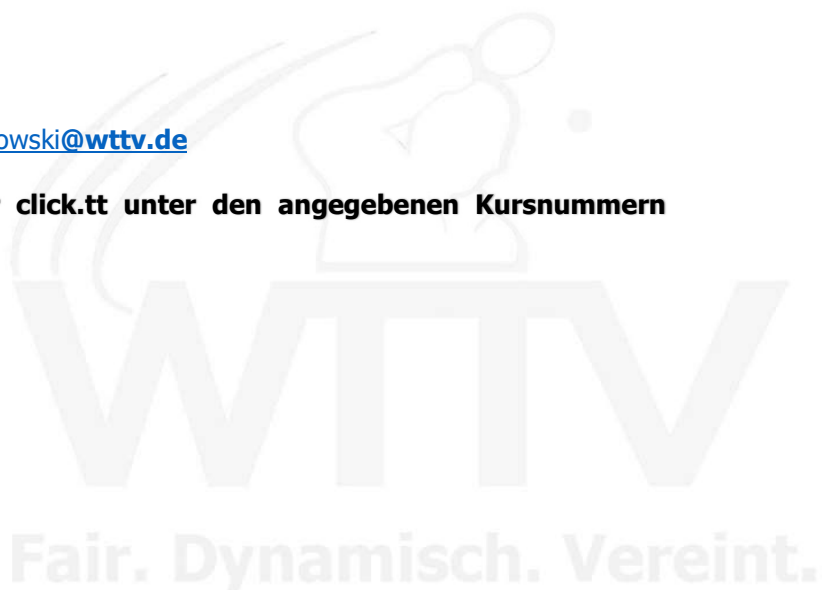 owski@wttv.de
click.tt unter den angegebenen Kursnummern
WTTV
Fair. Dynamisch. Vereint.